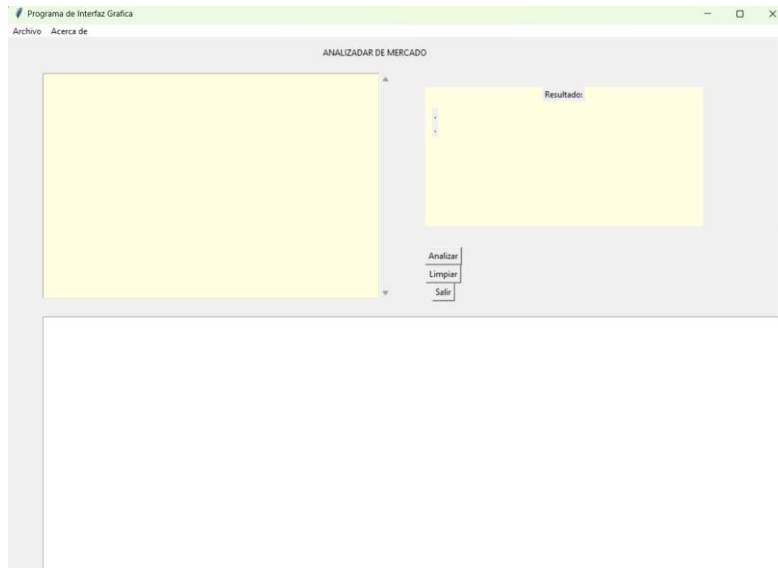 Programa de Interfaz Grafica
Archivo Acerca de
ANALIZADAR DE MERCADO
Resultado:
.
.
Analizar
Limpiar
Salir